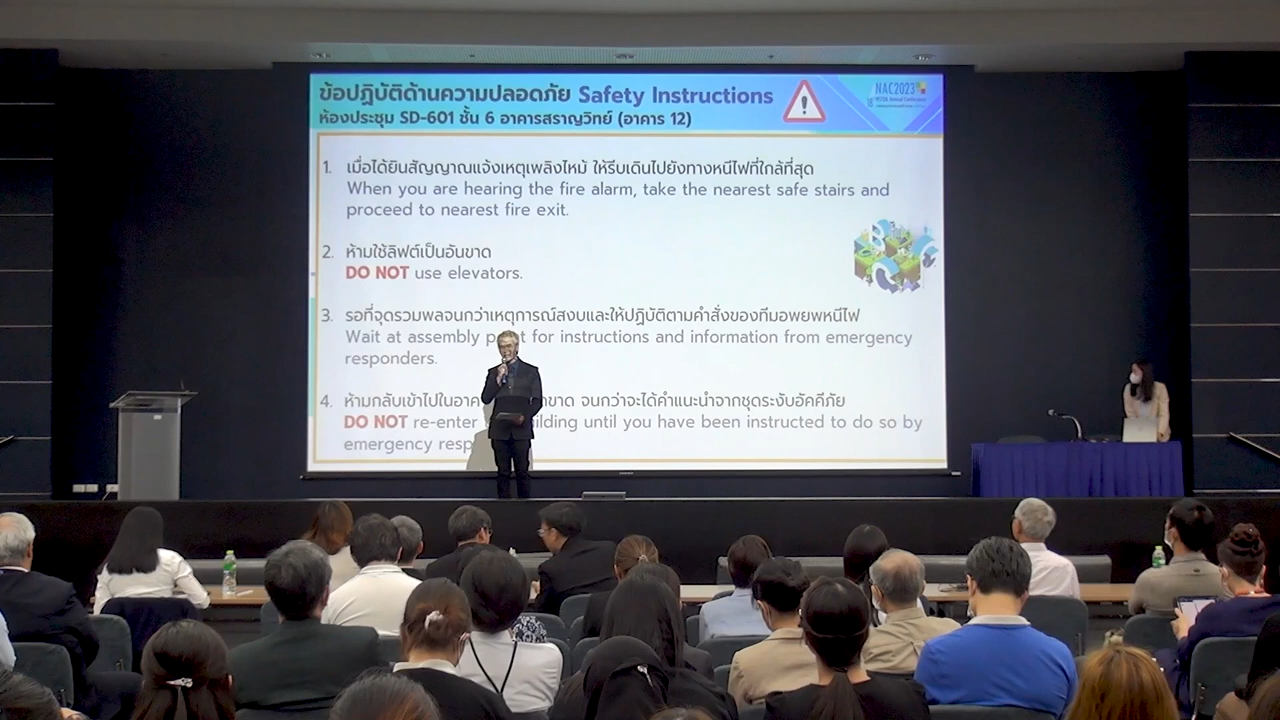 ข้อปฏิบัติด้านความปลอดภัย Safety Instructions
ห้องประชุม SD-601 ชั้น 6 อาคารสราญวิทย์ (อาคาร 12)
NAC2023
1. เมื่อได้ยินสัญญาณแจ้งเหตุเพลิงไหม้ ให้รีบเดินไปยังทางหนีไฟที่ใกล้ที่สุด
When you are hearing the fire alarm, take the nearest safe stairs and
proceed to nearest fire exit.
2. ห้ามใช้ลิฟต์เป็นอันขาด
DO NOT use elevators.
3. รอที่จุดรวมพลจนกว่าเหตุการณ์สงบและให้ปฏิบัติตามคำสั่งของทีมอพยพหนีไฟ
Wait at assembly for instructions and information from emergency
responders.
4. ห้ามกลับเข้าไปใน จนกว่าจะได้คำแนะนำจากชุดระงับอัคคีภัย
DO NOT re-enter until you have been instructed to do so by
emergency
B C G